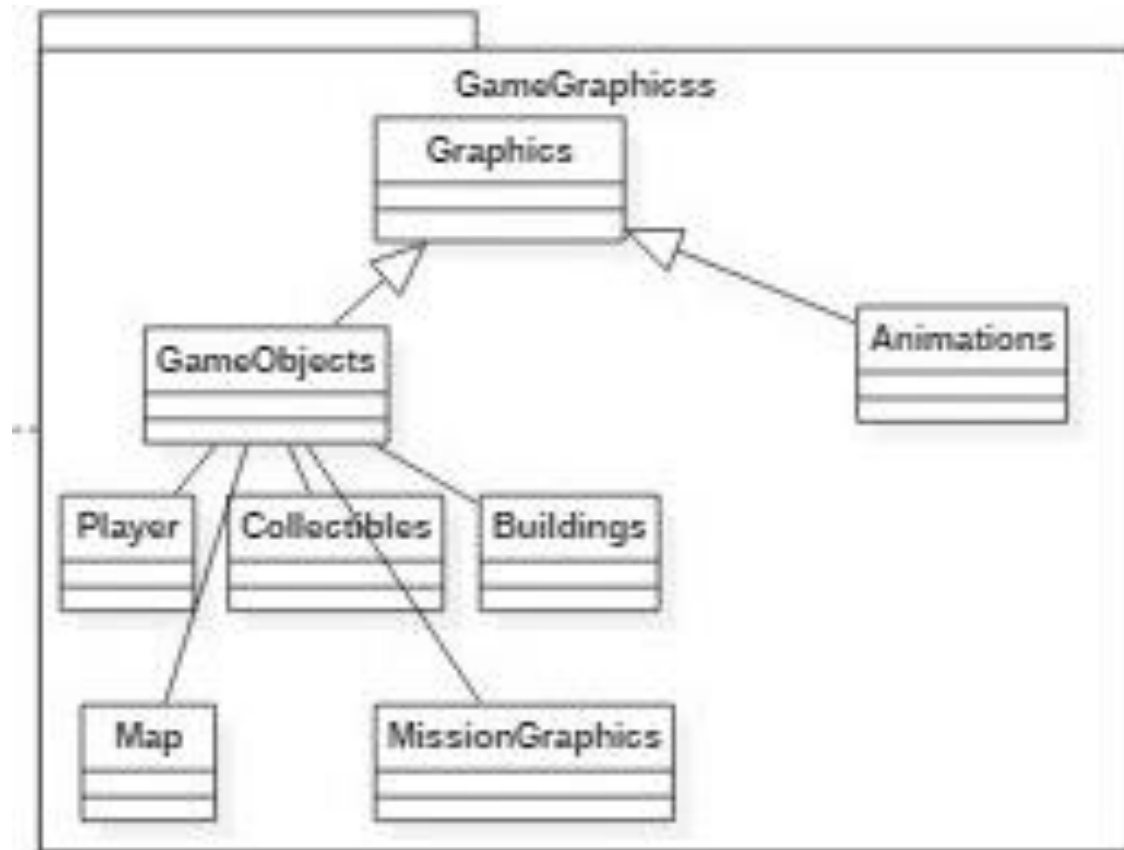 GameGraphicss
Graphics
GameObjects
Animations
Player
Collectibles
Buildings
Map
MissionGraphics